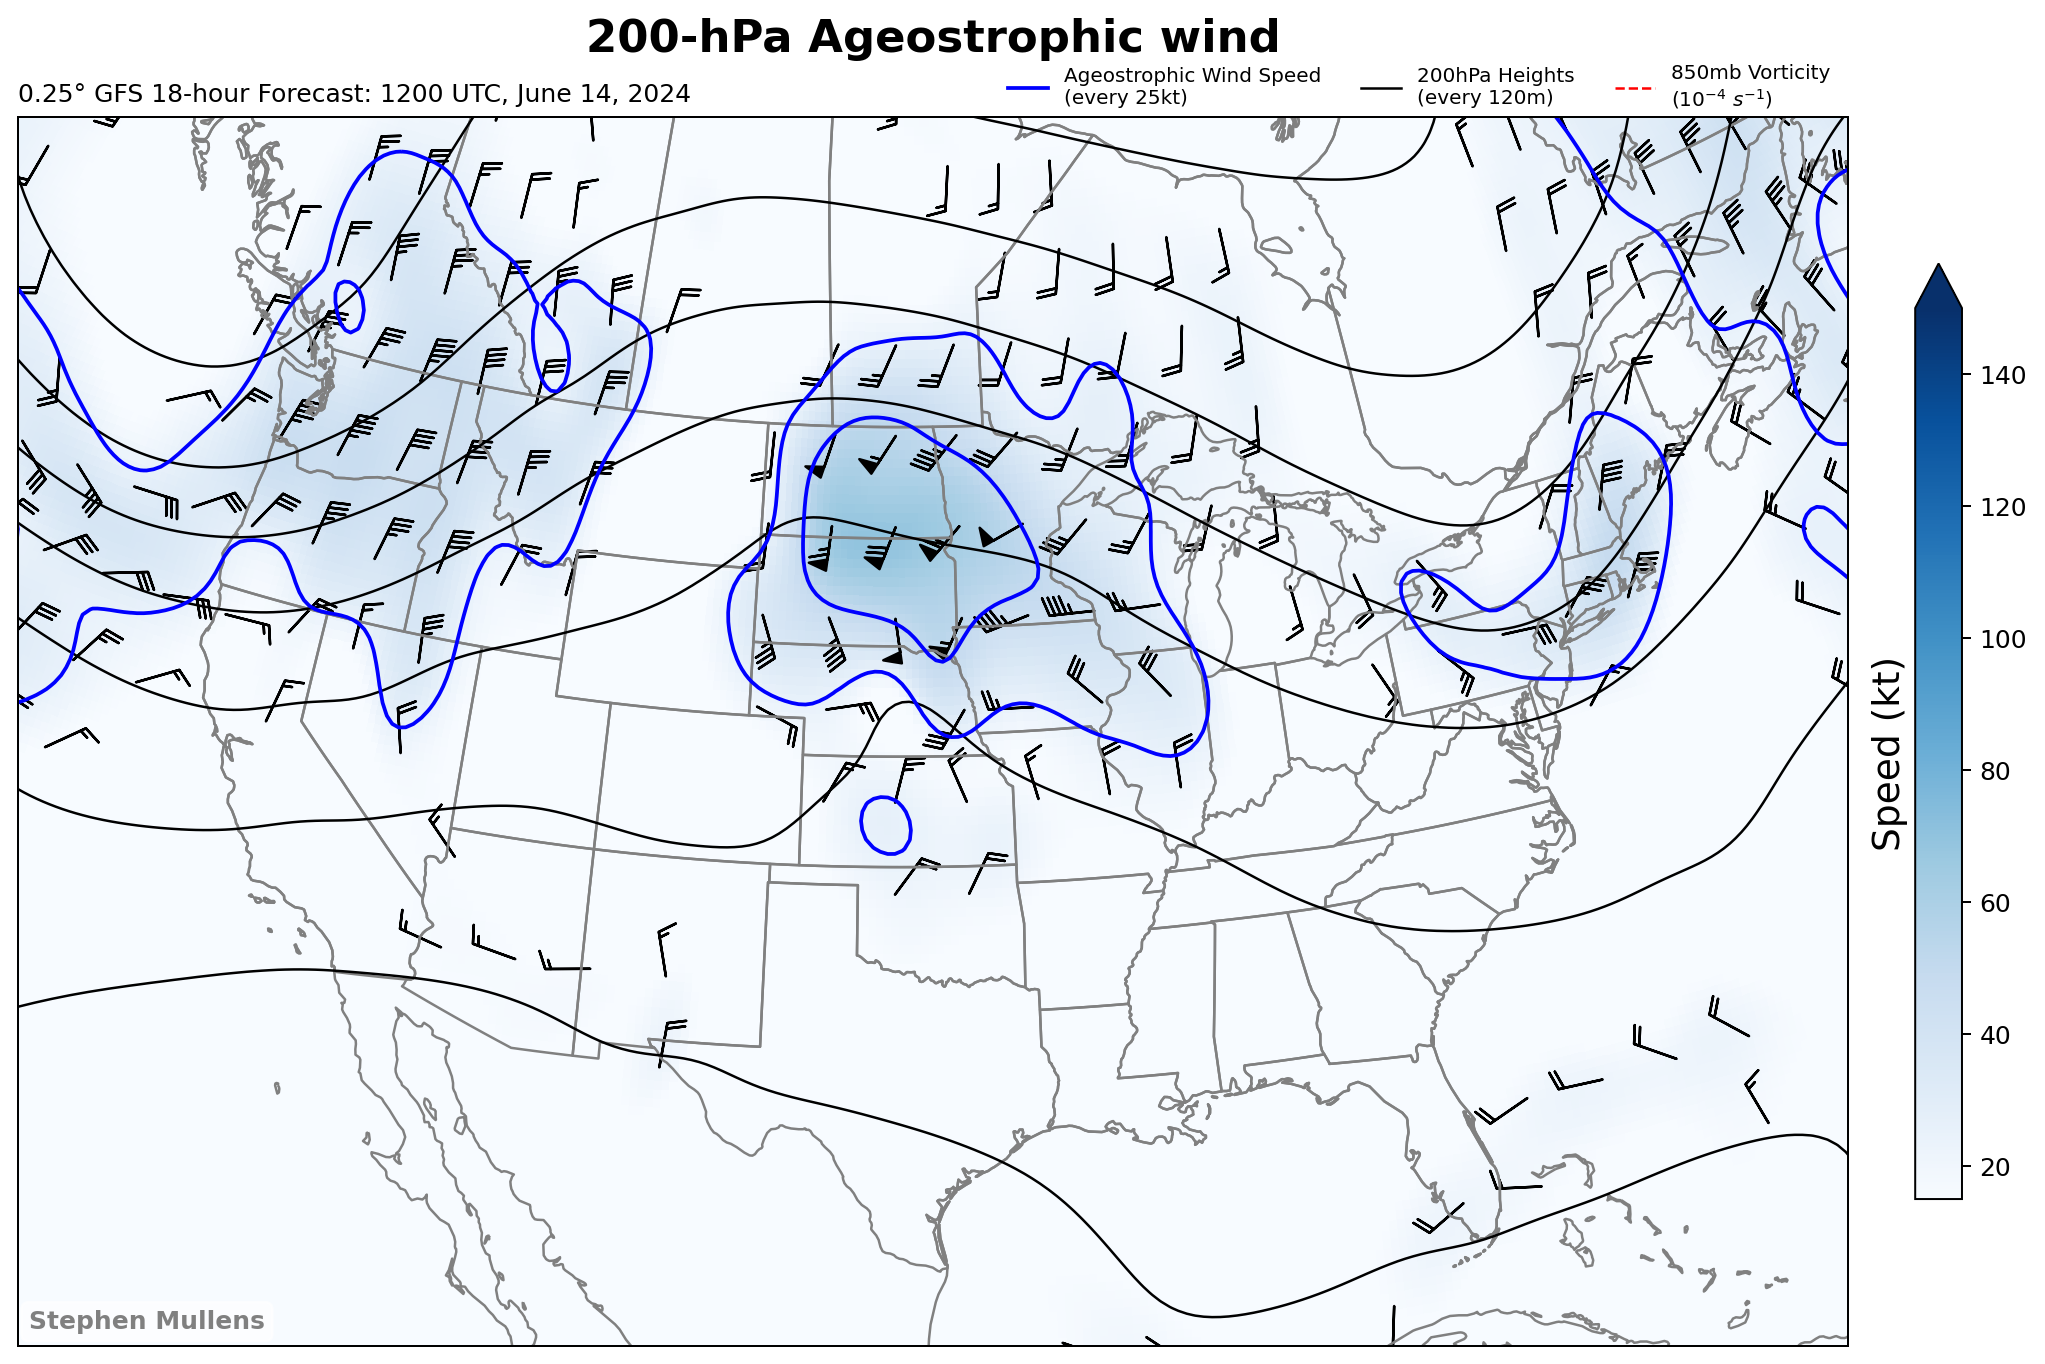 200-hPa Ageostrophic wind
0.25° GFS 18-hour Forecast: 1200 UTC, June 14, 2024
Ageostrophic Wind Speed
(every 25kt)
200hPa Heights
(every 120m)
850mb Vorticity
(10⁻⁴ s⁻¹)
140
120
100
80
60
40
20
Speed (kt)
Stephen Mullens